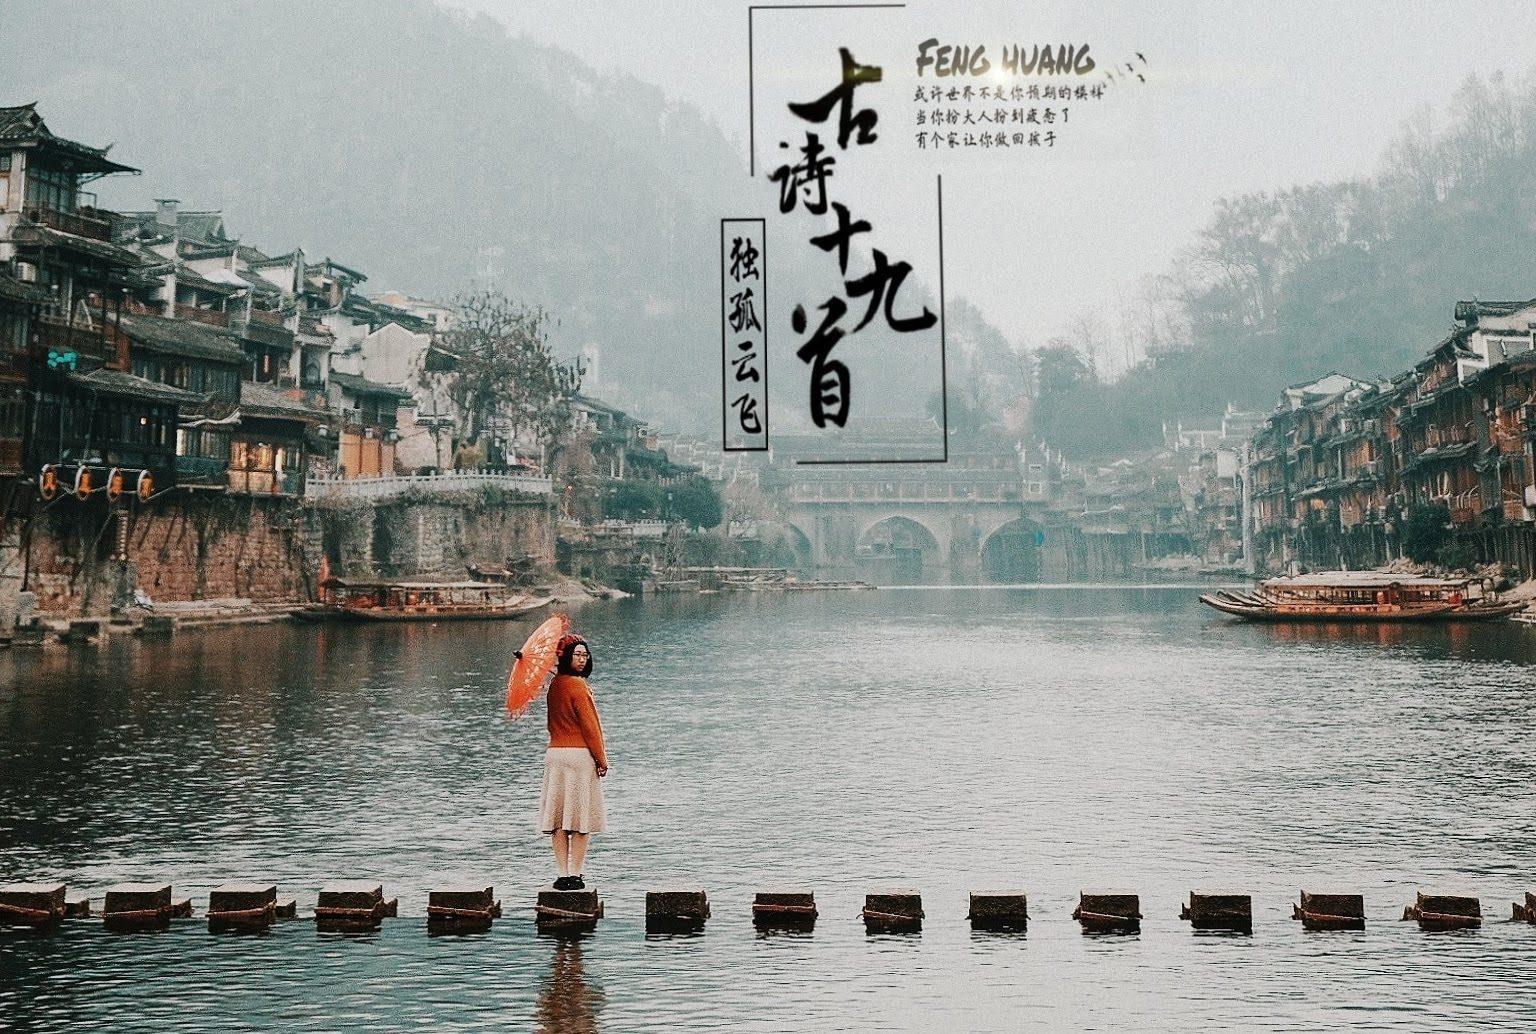 古诗十九首
独孤云飞
FENG HUANG
或许世界不是你预期的模样
当你扮大人扮到疲惫了
有个家让你做回孩子